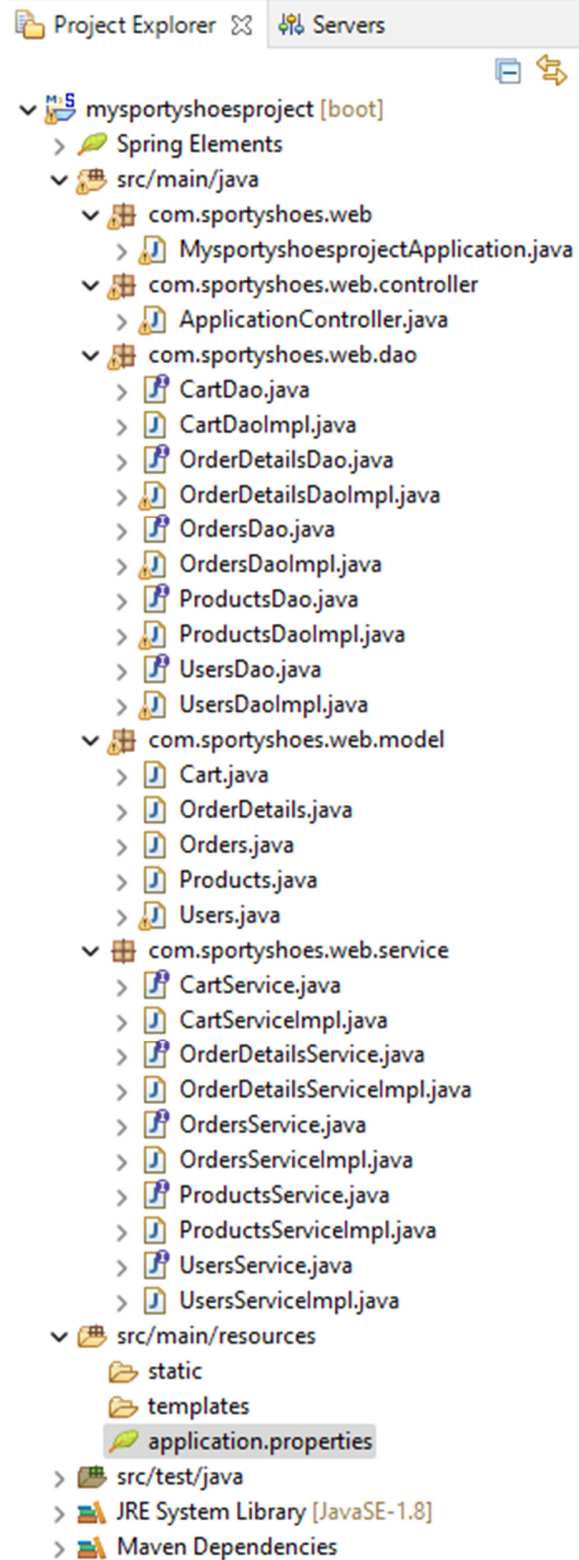 Project Explorer Servers
mysportyshoesproject [boot]
Spring Elements
src/main/java
com.sportyshoes.web
MysportyshoesprojectApplication.java
com.sportyshoes.web.controller
ApplicationController.java
com.sportyshoes.web.dao
CartDao.java
CartDaoImpl.java
OrderDetailsDao.java
OrderDetailsDaoImpl.java
OrdersDao.java
OrdersDaoImpl.java
ProductsDao.java
ProductsDaoImpl.java
UsersDao.java
UsersDaoImpl.java
com.sportyshoes.web.model
Cart.java
OrderDetails.java
Orders.java
Products.java
Users.java
com.sportyshoes.web.service
CartService.java
CartServiceImpl.java
OrderDetailsService.java
OrderDetailsServiceImpl.java
OrdersService.java
OrdersServiceImpl.java
ProductsService.java
ProductsServiceImpl.java
UsersService.java
UsersServiceImpl.java
src/main/resources
static
templates
application.properties
src/test/java
JRE System Library [JavaSE-1.8]
Maven Dependencies